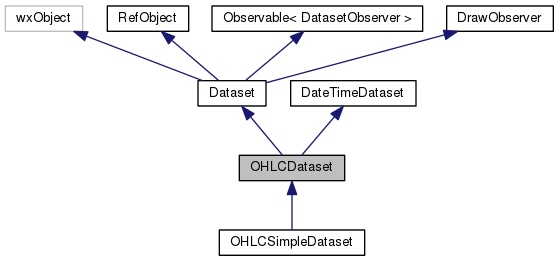 wxObject
RefObject
Observable< DatasetObserver >
DrawObserver
Dataset
DateTimeDataset
OHLCDataset
OHLCSimpleDataset